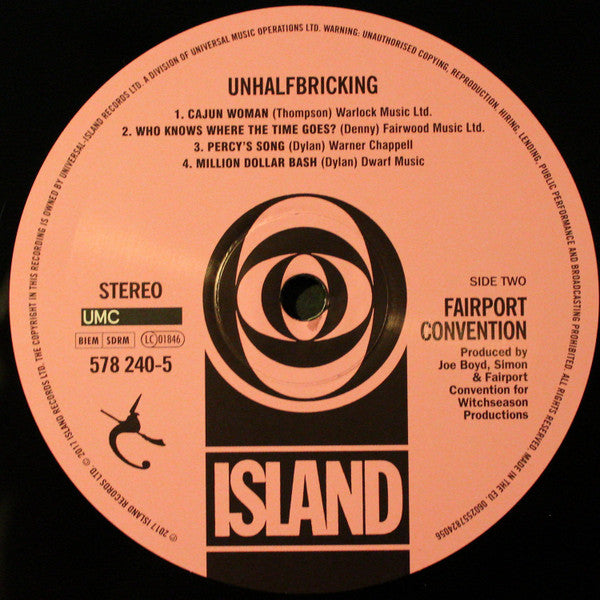 UNHALFBRICKING
1. CAJUN WOMAN (Thompson) Warlock Music Ltd.
2. WHO KNOWS WHERE THE TIME GOES? (Denny) Fairwood Music Ltd.
3. PERCY'S SONG (Dylan) Warner Chappell
4. MILLION DOLLAR BASH (Dylan) Dwarf Music
STEREO
UMC
BIEM SDRM LC 01846
578 240-5
SIDE TWO
FAIRPORT
CONVENTION
Produced by
Joe Boyd, Simon
& Fairport
Convention for
Witchseason
Productions
ISLAND
℗ 2017 ISLAND RECORDS LTD. © 2017 ISLAND RECORDS LTD. THE COPYRIGHT IN THIS RECORDING IS OWNED BY UNIVERSAL-ISLAND RECORDS LTD. A DIVISION OF UNIVERSAL MUSIC OPERATIONS LTD. WARNING: UNAUTHORISED COPYING, REPRODUCTION, HIRING, LENDING, PUBLIC PERFORMANCE AND BROADCASTING PROHIBITED. ALL RIGHTS RESERVED. MADE IN THE EU. 0602557824056